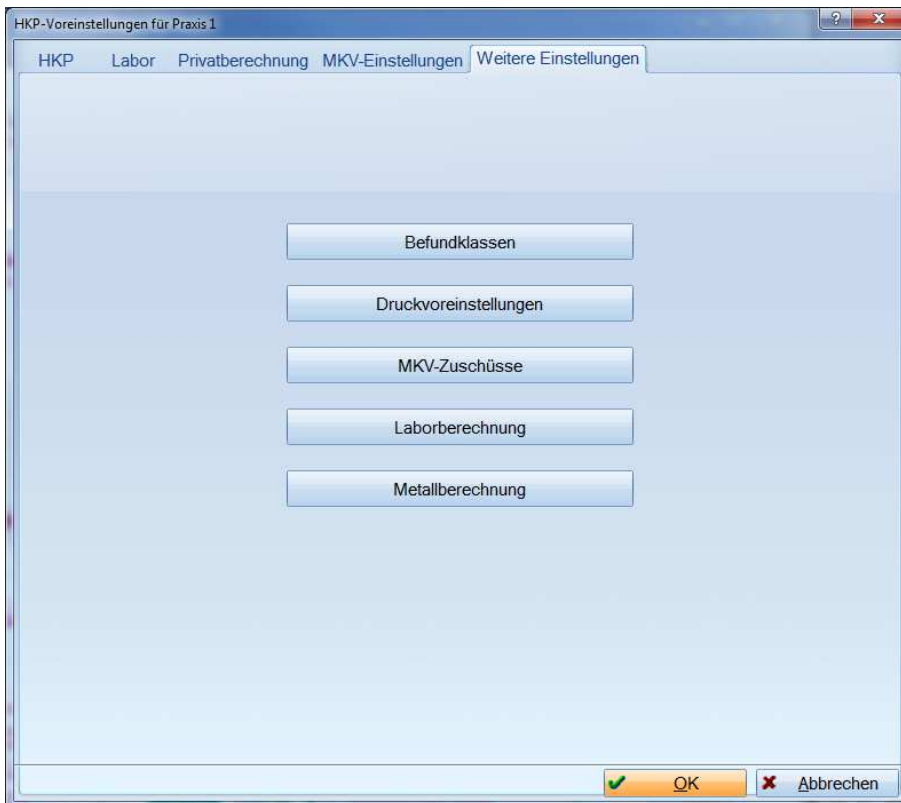 HKP-Voreinstellungen für Praxis 1
?
HKP Labor Privatberechnung MKV-Einstellungen Weitere Einstellungen
Befundklassen
Druckvoreinstellungen
MKV-Zuschüsse
Laborberechnung
Metallberechnung
OK Abbrechen